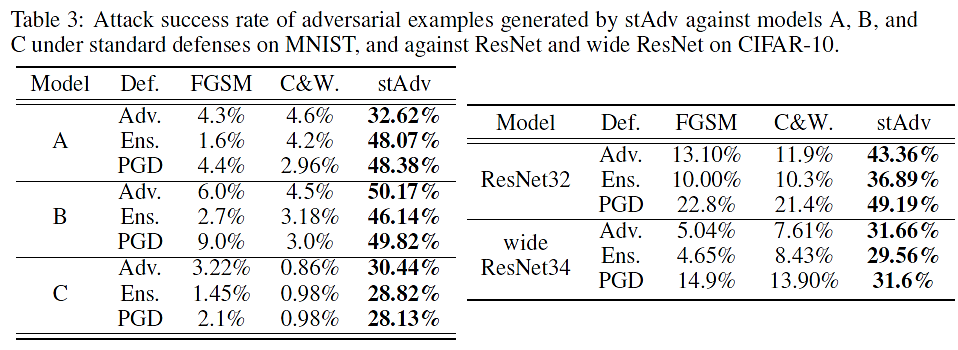 Table 3: Attack success rate of adversarial examples generated by stAdv against models A, B, and
C under standard defenses on MNIST, and against ResNet and wide ResNet on CIFAR-10.
Model Def. FGSM C&W. stAdv
A
Adv. 4.3% 4.6% 32.62%
Ens. 1.6% 4.2% 48.07%
PGD 4.4% 2.96% 48.38%
B
Adv. 6.0% 4.5% 50.17%
Ens. 2.7% 3.18% 46.14%
PGD 9.0% 3.0% 49.82%
C
Adv. 3.22% 0.86% 30.44%
Ens. 1.45% 0.98% 28.82%
PGD 2.1% 0.98% 28.13%
Model Def. FGSM C&W. stAdv
ResNet32
Adv. 13.10% 11.9% 43.36%
Ens. 10.00% 10.3% 36.89%
PGD 22.8% 21.4% 49.19%
wide
ResNet34
Adv. 5.04% 7.61% 31.66%
Ens. 4.65% 8.43% 29.56%
PGD 14.9% 13.90% 31.6%